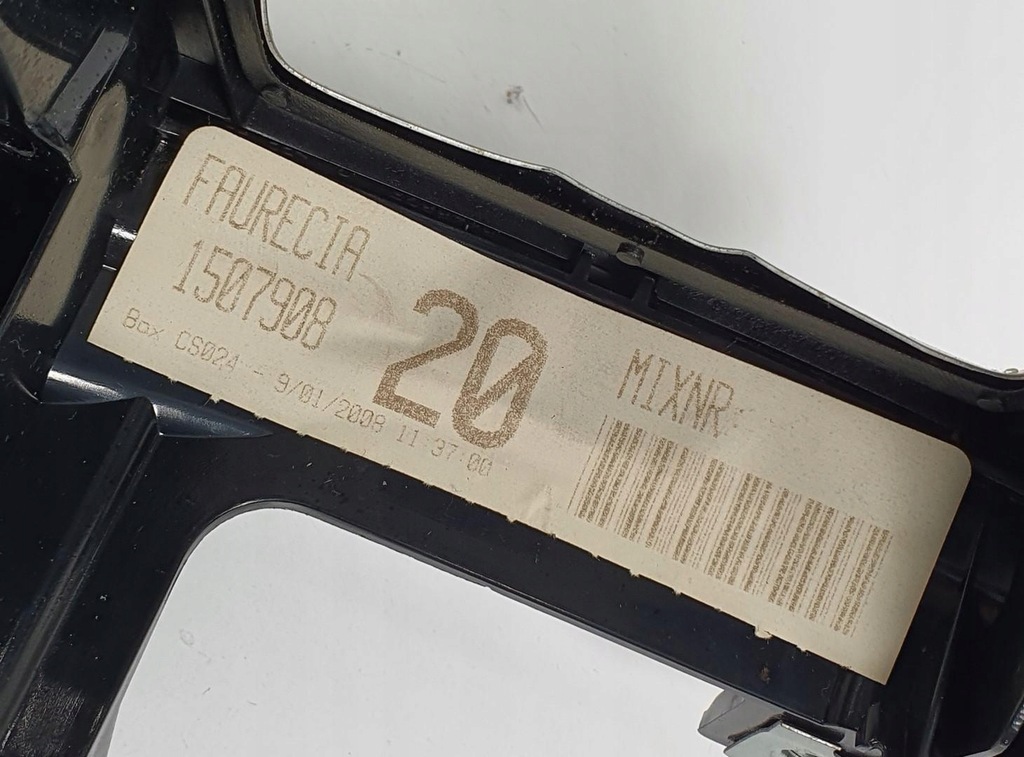 FAURECIA
1507908
20
MIXNR:
Box CS024 - 9/01/2008 11:37:00